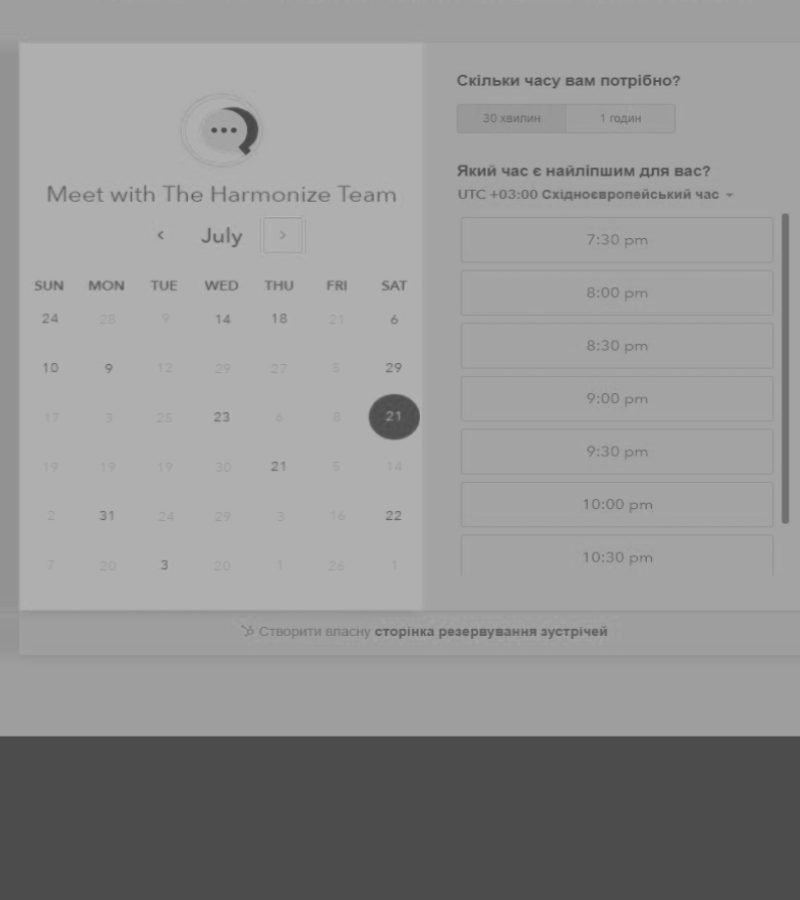 Meet with The Harmonize Team
July
SUN MON TUE WED THU FRI SAT
24 28 9 14 18 21 6
10 9 12 29 27 5 29
17 3 25 23 6 8 21
19 19 19 30 21 5 14
2 31 24 29 3 16 22
7 20 3 20 1 26 1
Скільки часу вам потрібно?
30 хвилин 1 годин
Який час є найліпшим для вас?
UTC +03:00 Східноєвропейський час
7:30 pm
8:00 pm
8:30 pm
9:00 pm
9:30 pm
10:00 pm
10:30 pm
Створити власну сторінка резервування зустрічей